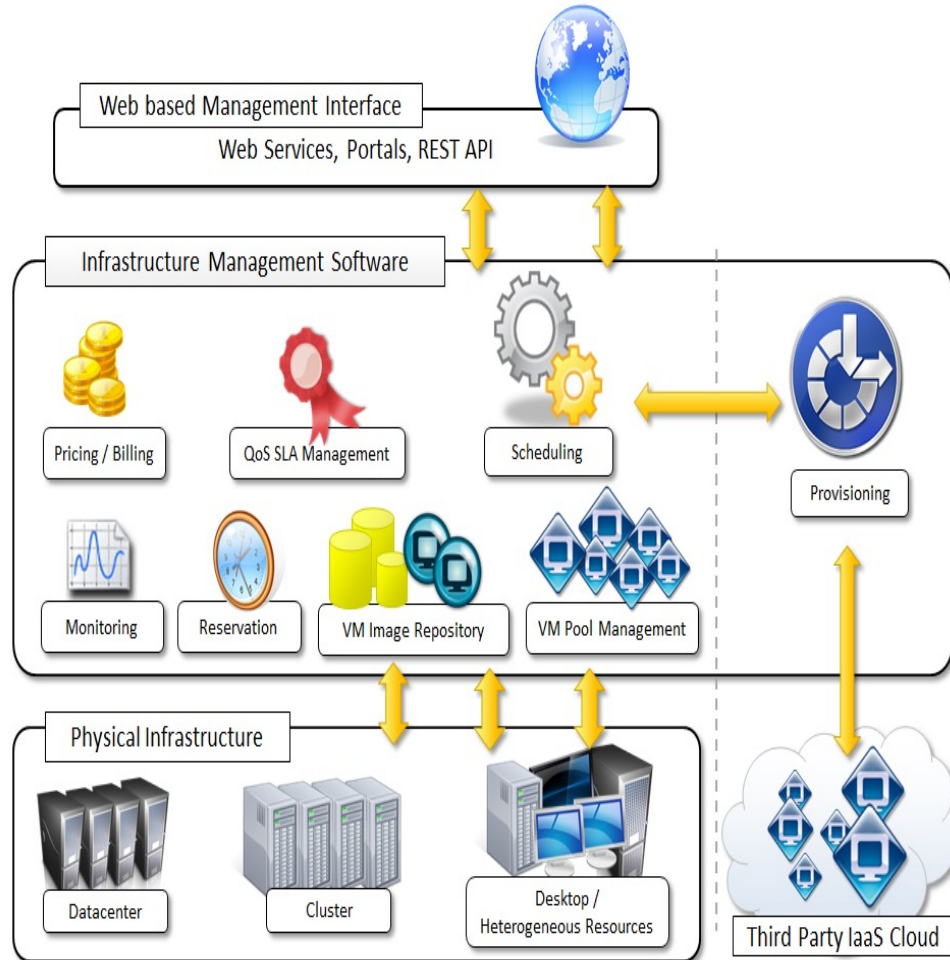 Web based Management Interface
Web Services, Portals, REST API
Infrastructure Management Software
Pricing / Billing
QoS SLA Management
Scheduling
Provisioning
Monitoring
Reservation
VM Image Repository
VM Pool Management
Physical Infrastructure
Datacenter
Cluster
Desktop /
Heterogeneous Resources
Third Party IaaS Cloud